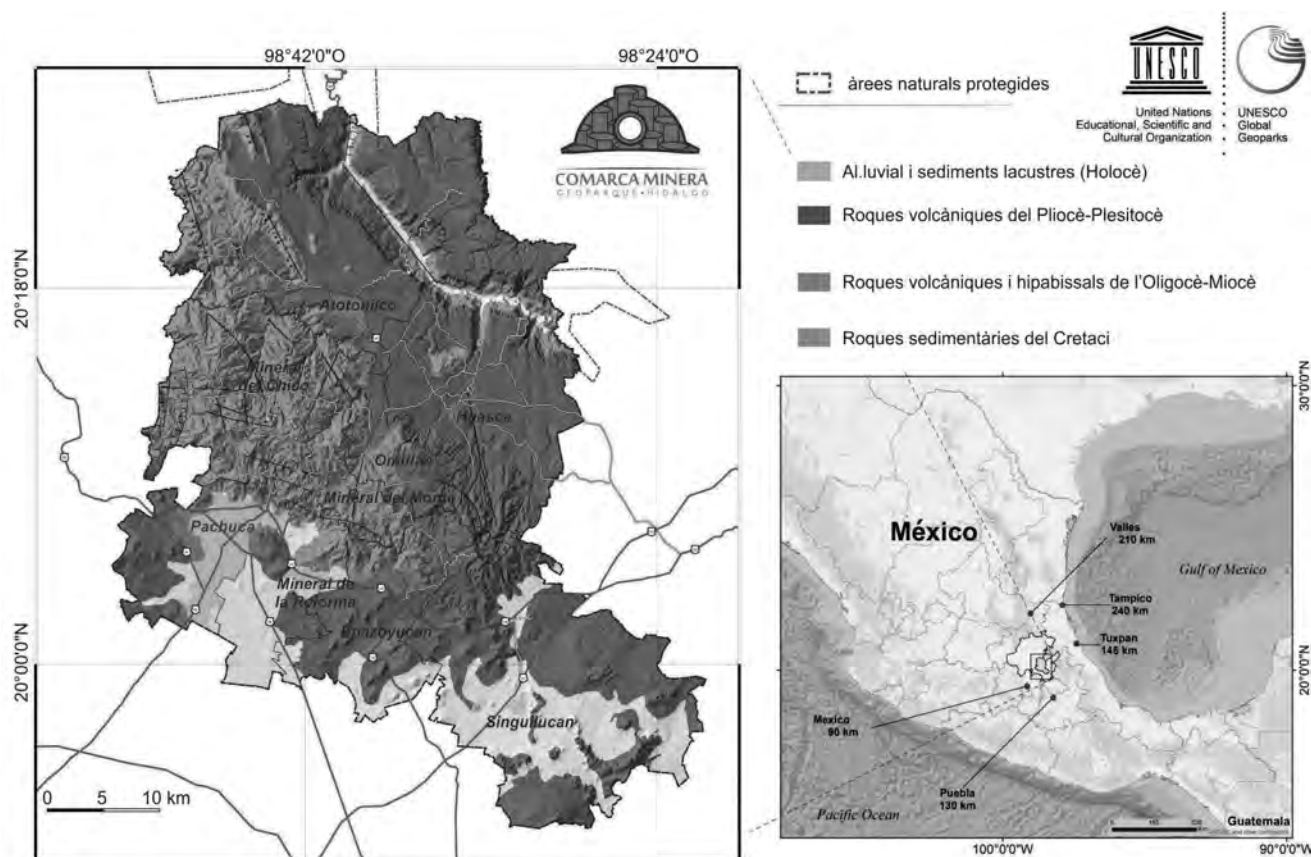 98°42'0"O
98°24'0"O
20°18'0"N
20°00'0"N
COMARCA MINERA
GEOPARQUE•HIDALGO
Atotonilco
Mineral
del Chico
Huasca
Omitlán
Mineral del Monte
Pachuca
Mineral de
la Reforma
Epazoyucan
Singuilucan
0 5 10 km
UNESCO
United Nations
Educational, Scientific and
Cultural Organization
UNESCO
Global
Geoparks
àrees naturals protegides
Al.luvial i sediments lacustres (Holocè)
Roques volcàniques del Pliocè-Plesitocè
Roques volcàniques i hipabissals de l'Oligocè-Miocè
Roques sedimentàries del Cretaci
30°0'0"N
20°0'0"N
100°0'0"W
90°0'0"W
México
Valles
210 km
Gulf of Mexico
Tampico
240 km
Tuxpan
146 km
Mexico
90 km
Puebla
130 km
Pacific Ocean
Guatemala